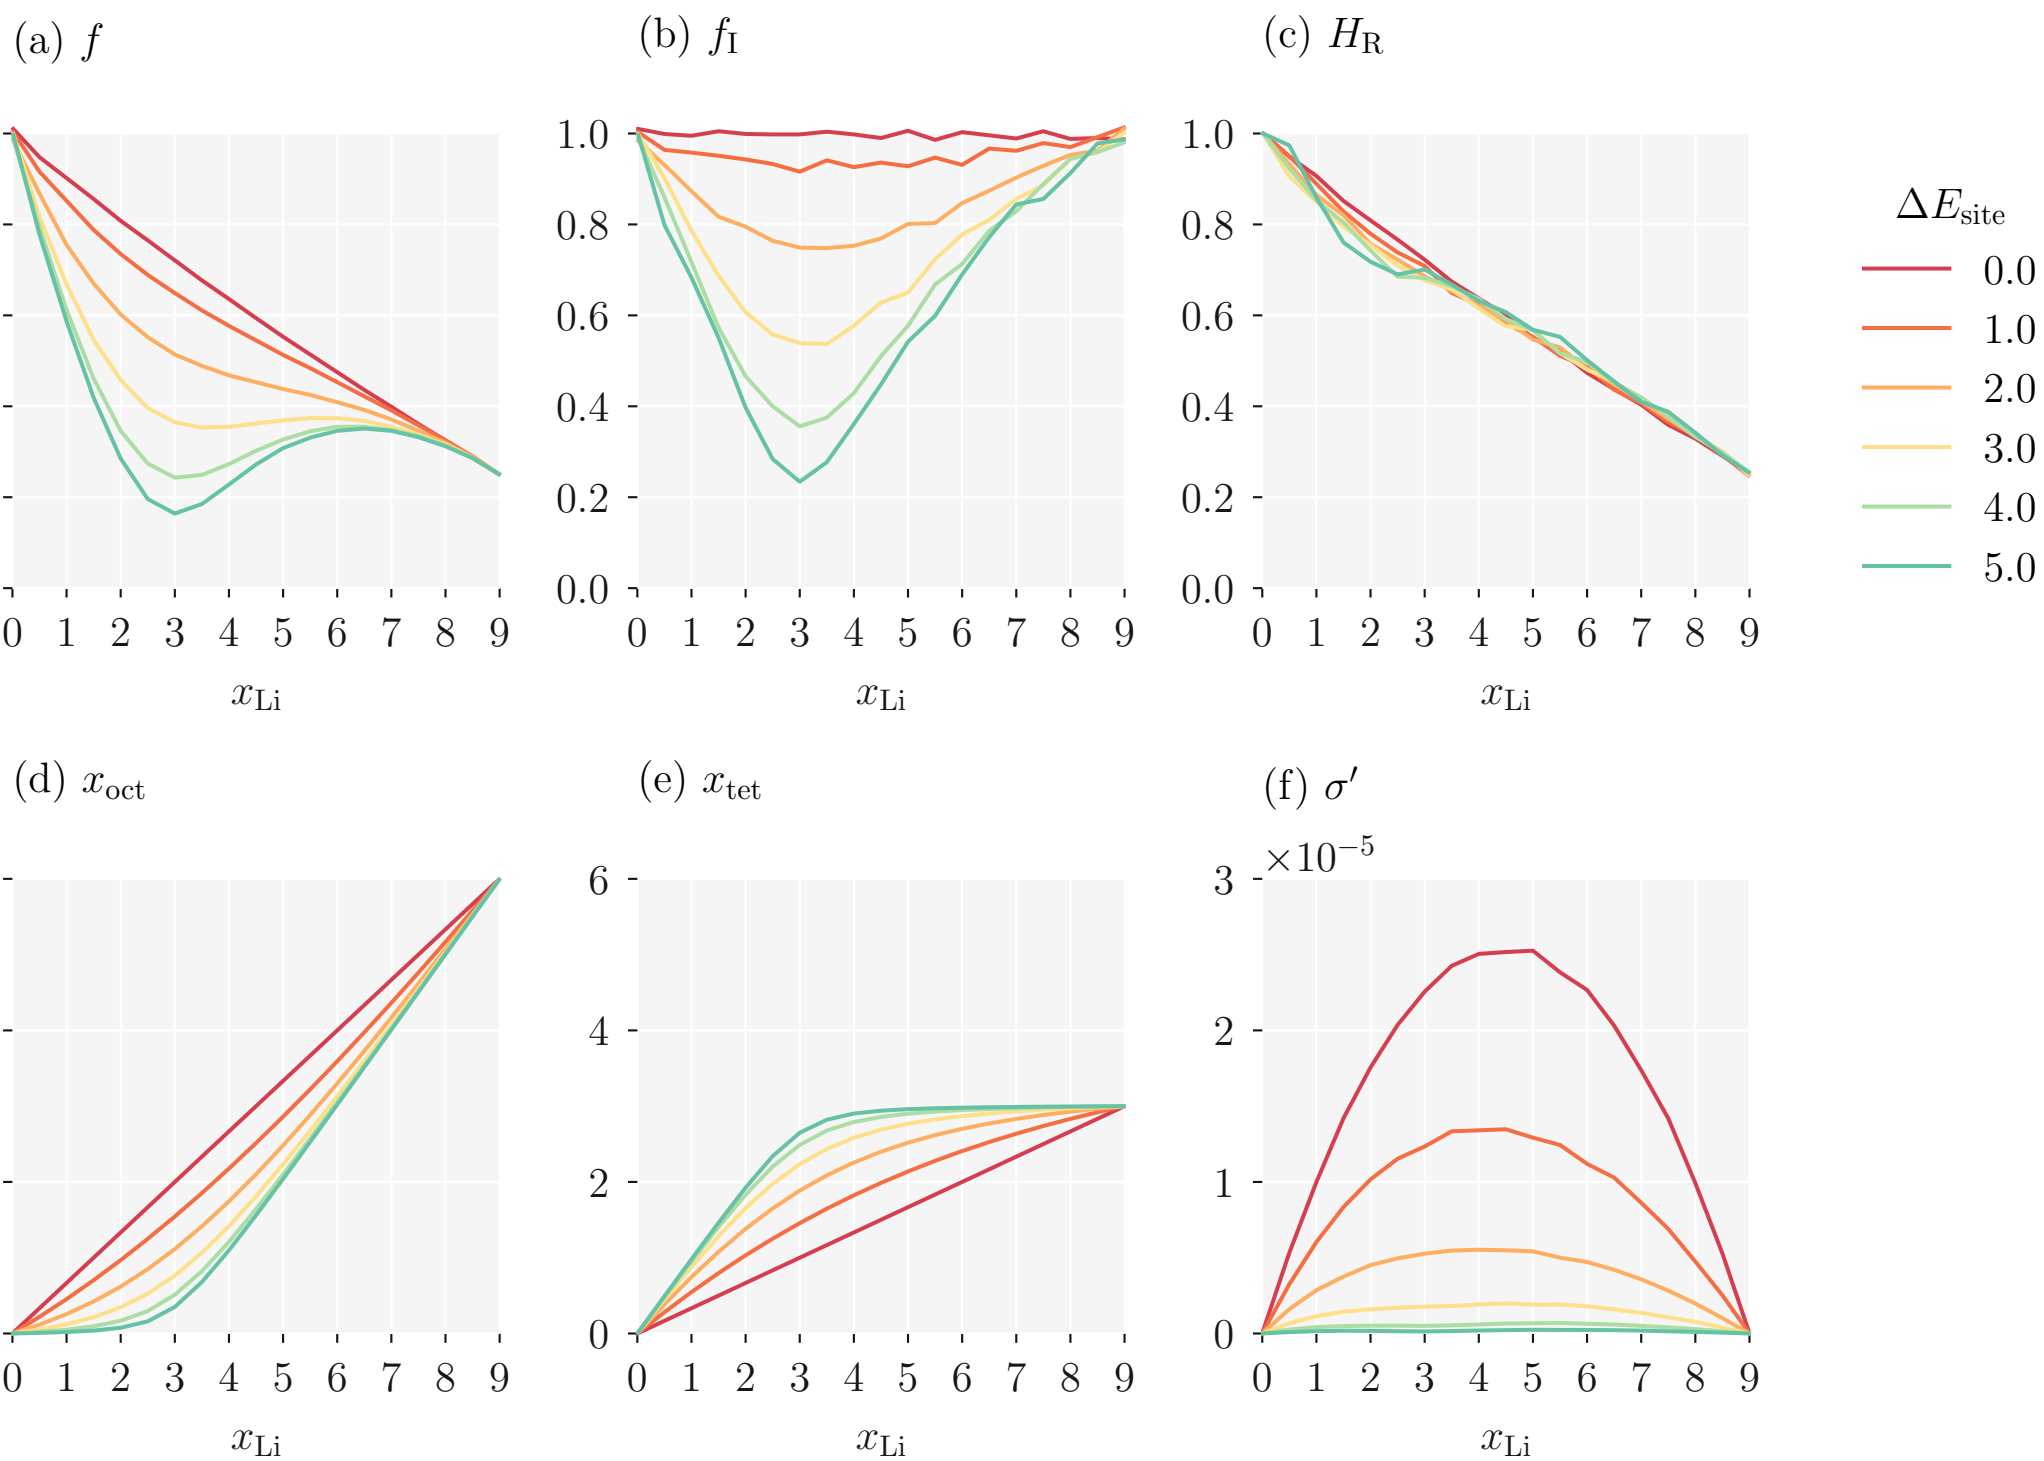 (a) f
(b) f_I
(c) H_R
1.0
0.8
0.6
0.4
0.2
0.0
1.0
0.8
0.6
0.4
0.2
0.0
ΔE_site
0.0
1.0
2.0
3.0
4.0
5.0
0 1 2 3 4 5 6 7 8 9
0 1 2 3 4 5 6 7 8 9
0 1 2 3 4 5 6 7 8 9
x_Li
x_Li
x_Li
(d) x_oct
(e) x_tet
(f) σ′
×10⁻⁵
6
4
2
0
3
2
1
0
0 1 2 3 4 5 6 7 8 9
0 1 2 3 4 5 6 7 8 9
0 1 2 3 4 5 6 7 8 9
x_Li
x_Li
x_Li